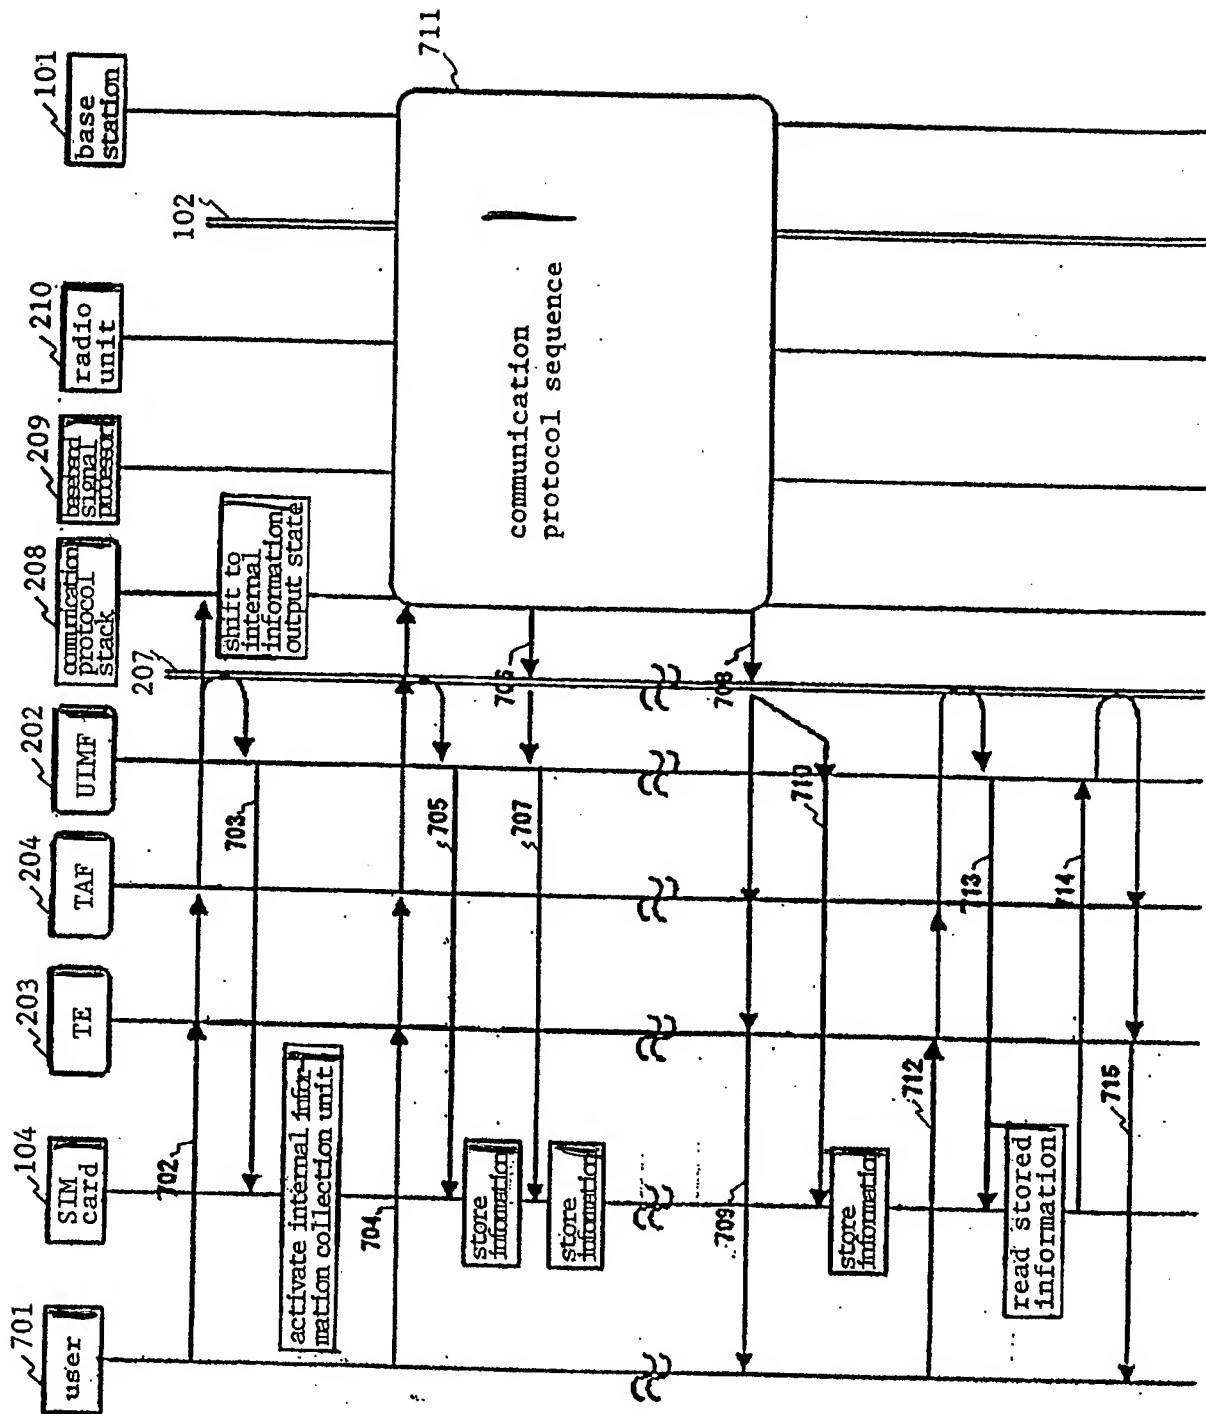 701
user
104
SIM
card
203
TE
204
TAF
202
UIMF
207
208
communication
protocol
stack
209
baseband
signal
processor
210
radio
unit
102
101
base
station
702
703
shift to
internal
information
output state
activate internal infor-
mation collection unit
704
705
store
information
706
707
store
information
711
communication
protocol sequence
708
709
710
store
information
712
713
read stored
information
714
715